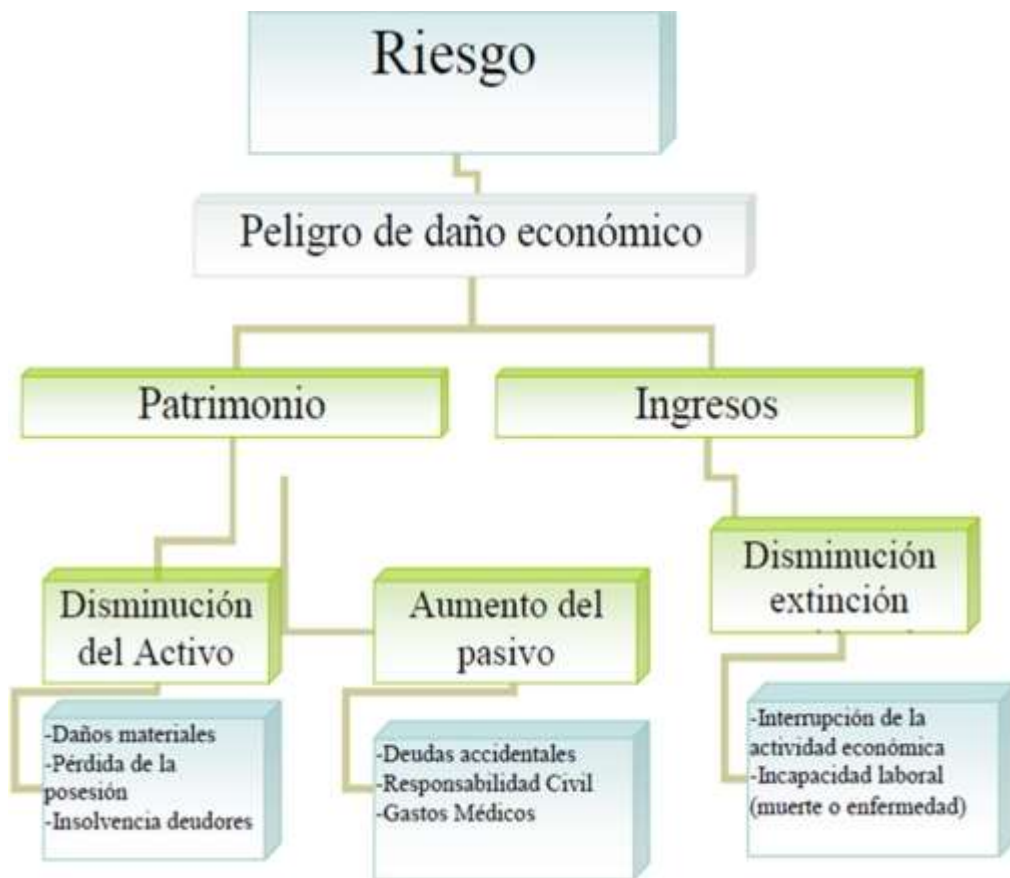 Riesgo
Peligro de daño económico
Patrimonio
Ingresos
Disminución
del Activo
Aumento del
pasivo
Disminución
extinción
-Daños materiales
-Pérdida de la
posesión
-Insolvencia deudores
-Deudas accidentales
-Responsabilidad Civil
-Gastos Médicos
-Interrupción de la
actividad económica
-Incapacidad laboral
(muerte o enfermedad)